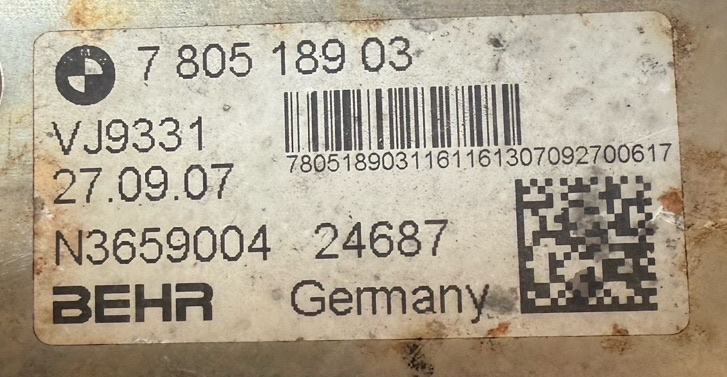 7 805 189 03
VJ9331
7805189031161161307092700617
27.09.07
N3659004 24687
BEHR Germany